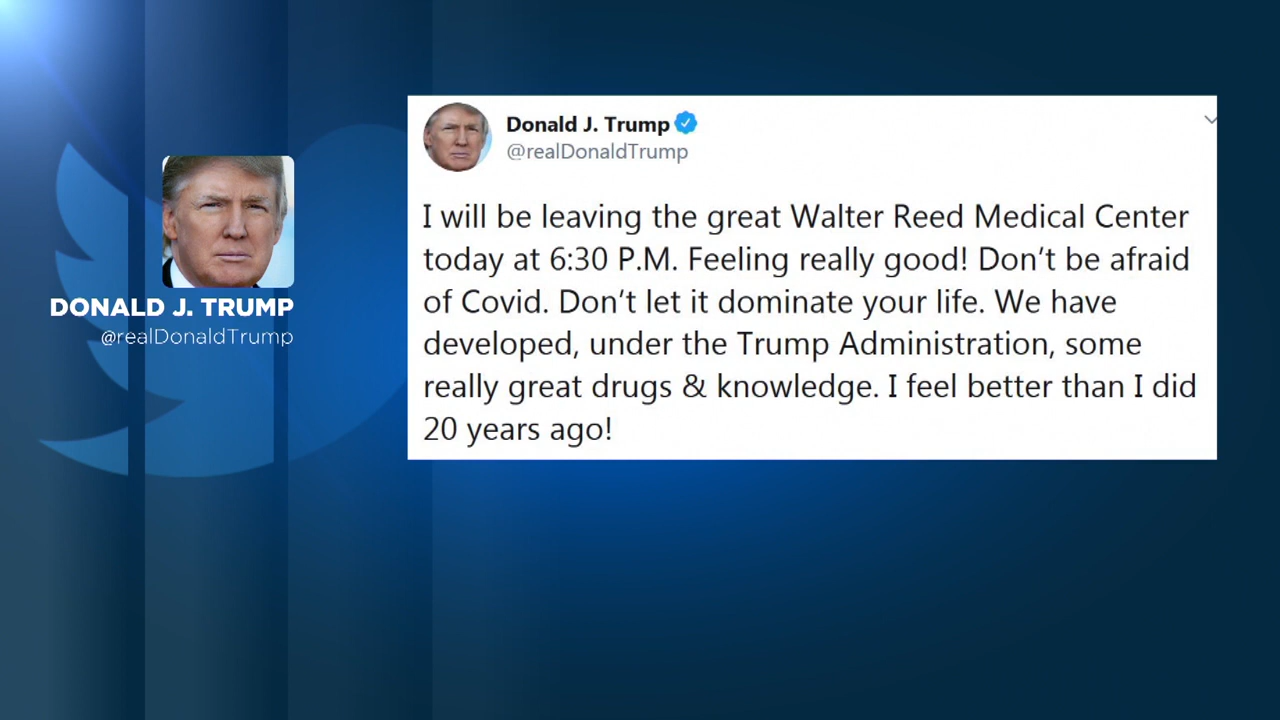 DONALD J. TRUMP
@realDonaldTrump
Donald J. Trump
@realDonaldTrump
I will be leaving the great Walter Reed Medical Center
today at 6:30 P.M. Feeling really good! Don’t be afraid
of Covid. Don’t let it dominate your life. We have
developed, under the Trump Administration, some
really great drugs & knowledge. I feel better than I did
20 years ago!